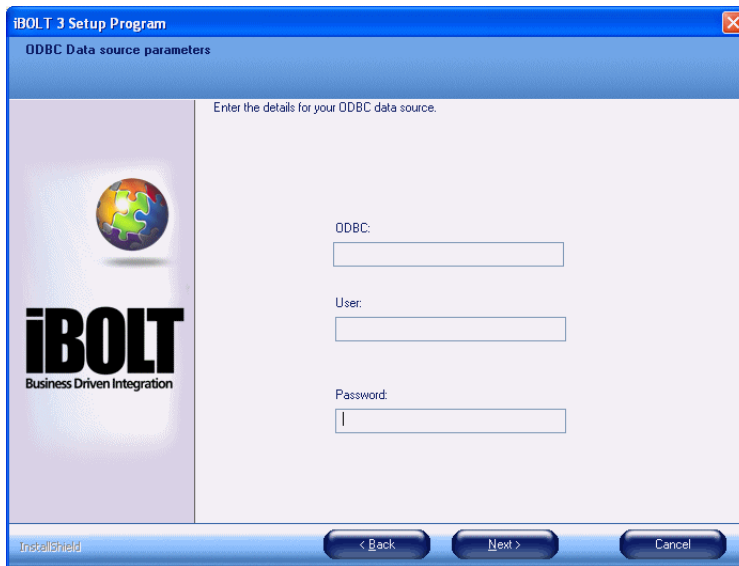 iBOLT 3 Setup Program
ODBC Data source parameters
Enter the details for your ODBC data source.
ODBC:
User:
iBOLT
Business Driven Integration
Password:
InstallShield
< Back
Next >
Cancel